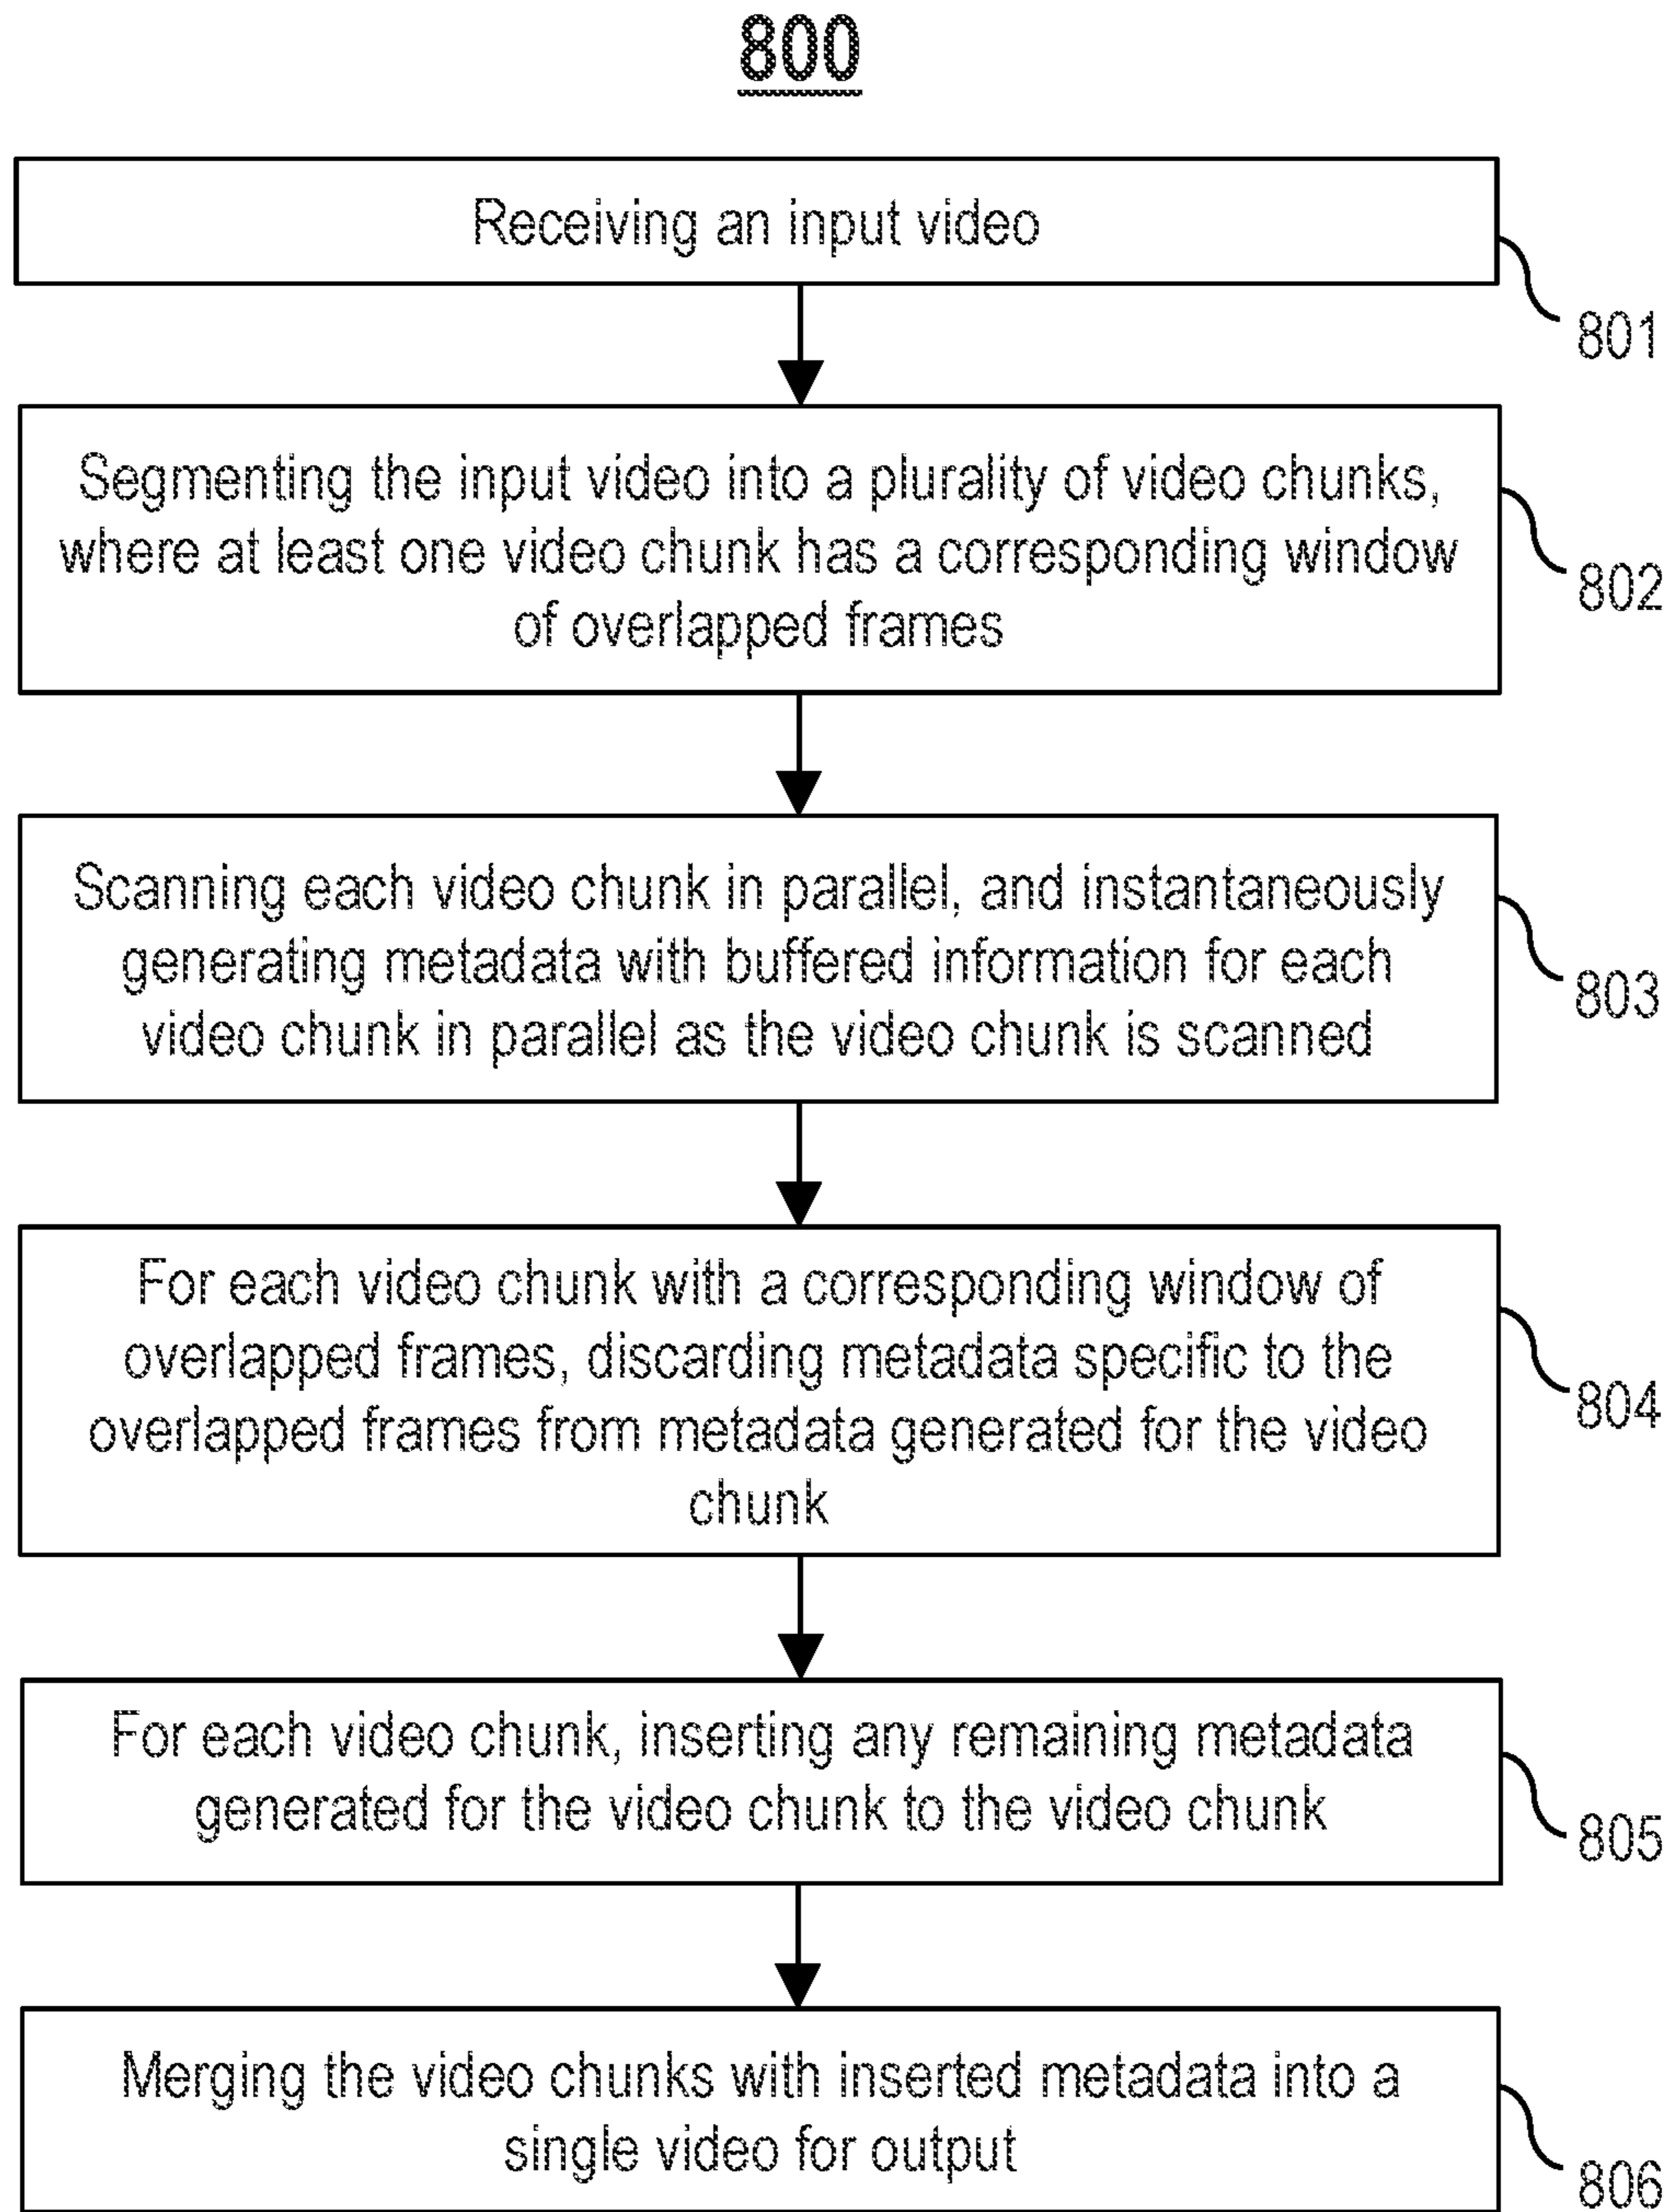 800
Receiving an input video
801
Segmenting the input video into a plurality of video chunks,
where at least one video chunk has a corresponding window
of overlapped frames
802
Scanning each video chunk in parallel, and instantaneously
generating metadata with buffered information for each
video chunk in parallel as the video chunk is scanned
803
For each video chunk with a corresponding window of
overlapped frames, discarding metadata specific to the
overlapped frames from metadata generated for the video
chunk
804
For each video chunk, inserting any remaining metadata
generated for the video chunk to the video chunk
805
Merging the video chunks with inserted metadata into a
single video for output
806